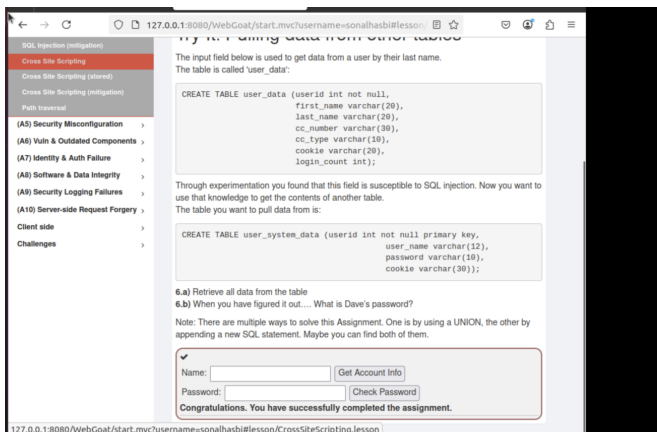 127.0.0.1:8080/WebGoat/start.mvc?username=sonalhasbi#lesson/
SQL Injection (mitigation)
Cross Site Scripting
Cross Site Scripting (stored)
Cross Site Scripting (mitigation)
Path traversal
(A5) Security Misconfiguration
(A6) Vuln & Outdated Components
(A7) Identity & Auth Failure
(A8) Software & Data Integrity
(A9) Security Logging Failures
(A10) Server-side Request Forgery
Client side
Challenges
Try it: Pulling data from other tables
The input field below is used to get data from a user by their last name.
The table is called 'user_data':
CREATE TABLE user_data (userid int not null,
first_name varchar(20),
last_name varchar(20),
cc_number varchar(30),
cc_type varchar(10),
cookie varchar(20),
login_count int);
Through experimentation you found that this field is susceptible to SQL injection. Now you want to
use that knowledge to get the contents of another table.
The table you want to pull data from is:
CREATE TABLE user_system_data (userid int not null primary key,
user_name varchar(12),
password varchar(10),
cookie varchar(30));
6.a) Retrieve all data from the table
6.b) When you have figured it out.... What is Dave's password?
Note: There are multiple ways to solve this Assignment. One is by using a UNION, the other by
appending a new SQL statement. Maybe you can find both of them.
Name:
Get Account Info
Password:
Check Password
Congratulations. You have successfully completed the assignment.
127.0.0.1:8080/WebGoat/start.mvc?username=sonalhasbi#lesson/CrossSiteScripting.lesson